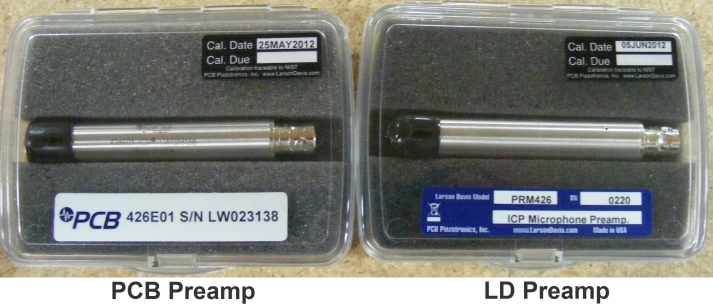 Cal. Date 25MAY2012
Cal. Due
Calibration traceable to NIST
PCB Piezotronics, Inc. www.LarsonDavis.com
PCB 426E01 S/N LW023138
PCB Preamp
Cal. Date 05JUN2012
Cal. Due
Calibration traceable to NIST
PCB Piezotronics, Inc. www.LarsonDavis.com
Larson Davis Model PRM426 SN 0220
ICP Microphone Preamp.
PCB Piezotronics, Inc. www.LarsonDavis.com Made in USA
LD Preamp